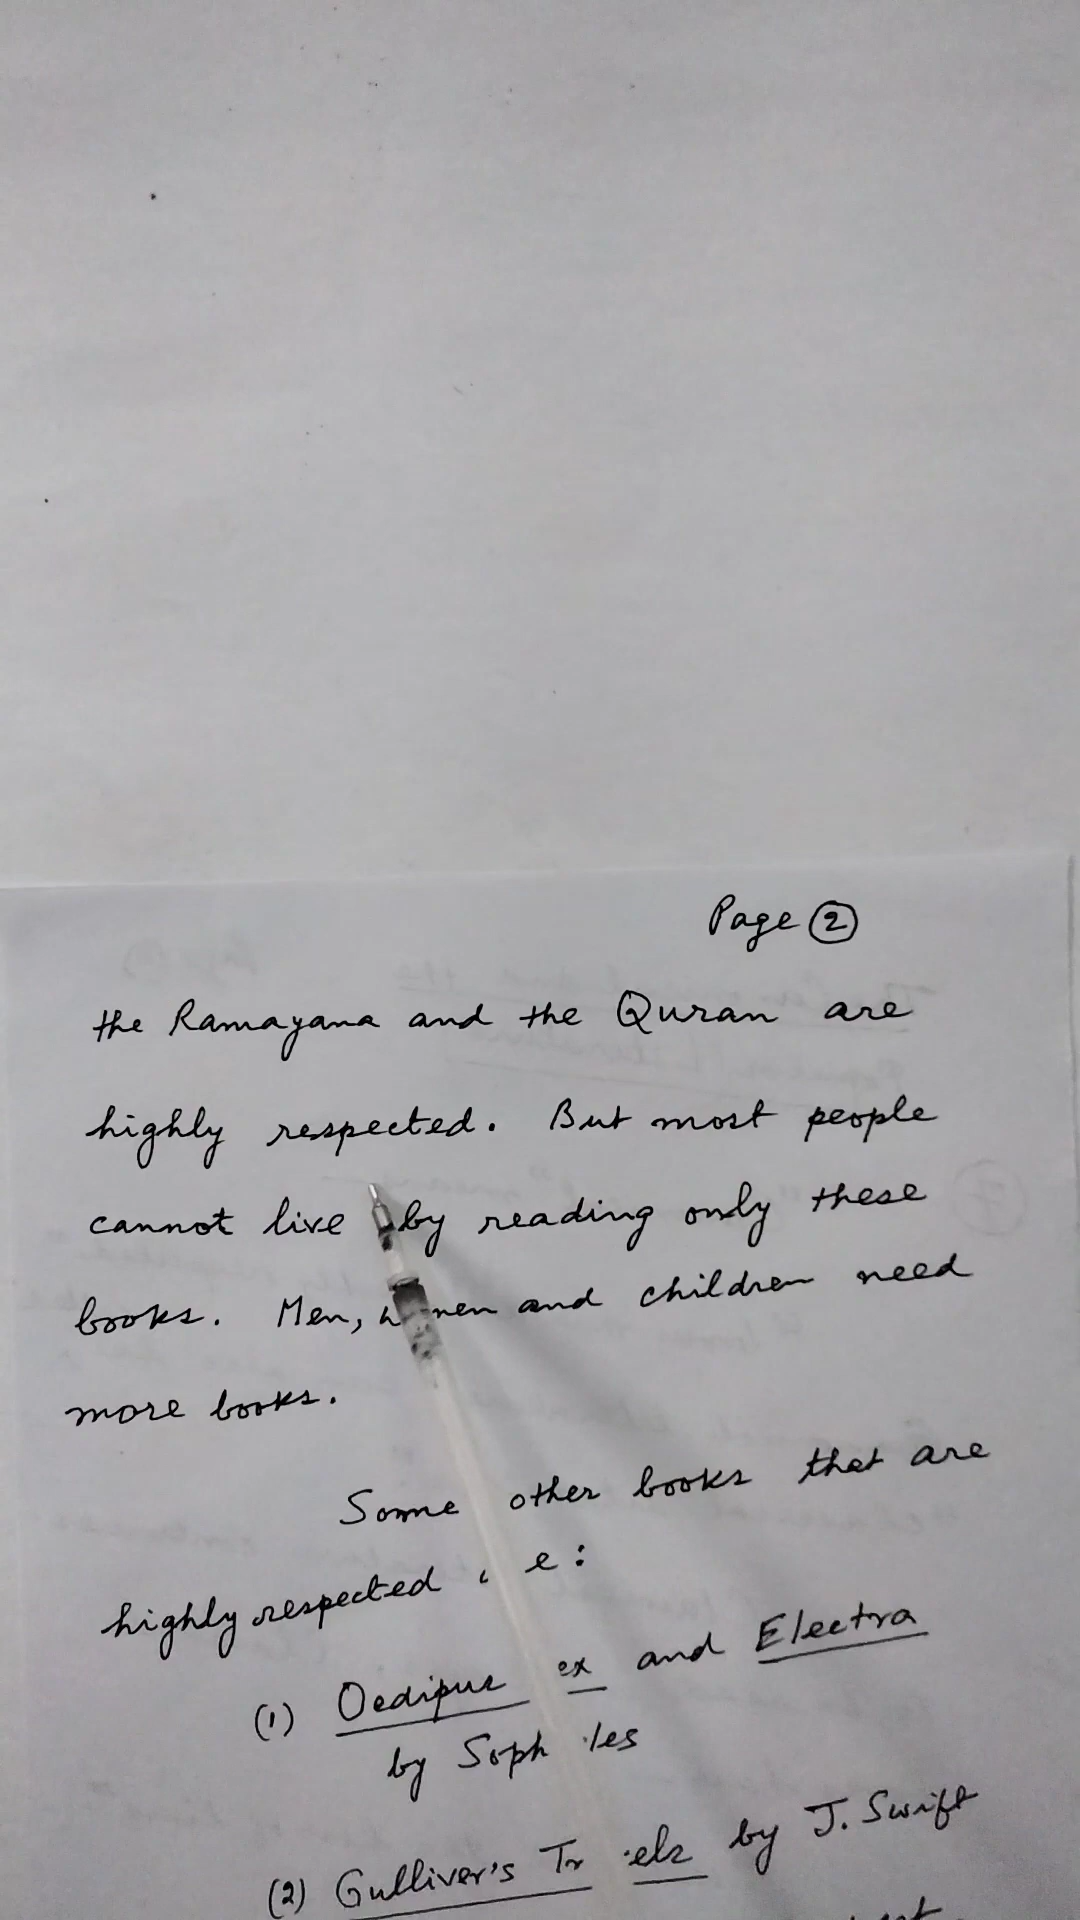 Page 2
the Ramayana and the Quran are
highly respected. But most people
cannot live by reading only these
books. Men, and children need
more books.
Some other books that are
highly respected :
(1) Oedipus and Electra
by
(2) Gulliver's by J. Swift